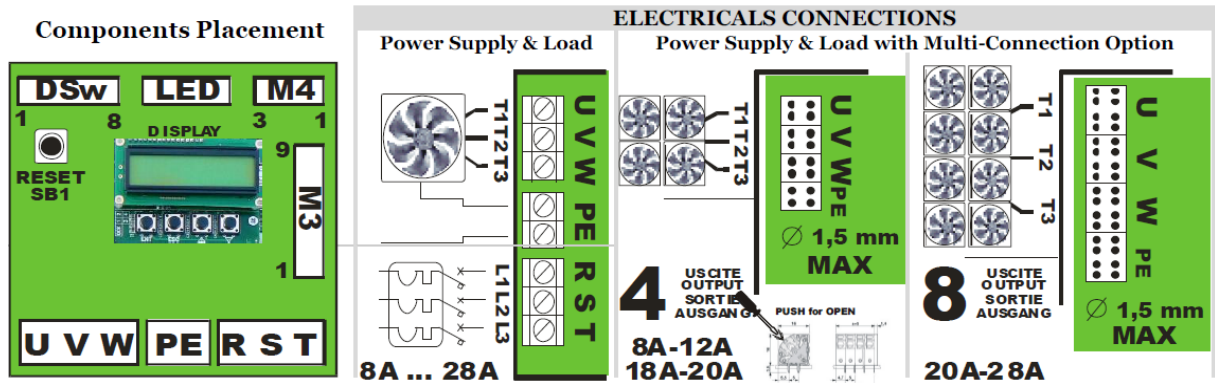 Components Placement
ELECTRICALS CONNECTIONS
Power Supply & Load
Power Supply & Load with Multi-Connection Option
DSw
LED
M4
1
8
3
1
DISPLAY
RESET
SB1
9
M3
1
U V W
PE
R S T
T1 T2 T3
U V W
PE
R S T
L1 L2 L3
8A ... 28A
T1 T2 T3
U V W PE
Ø 1,5 mm
MAX
4
USCITE
OUTPUT
SORTIE
AUSGANG
PUSH for OPEN
8A-12A
18A-20A
T1
T2
T3
U V W PE
Ø 1,5 mm
MAX
8
USCITE
OUTPUT
SORTIE
AUSGANG
20A-28A